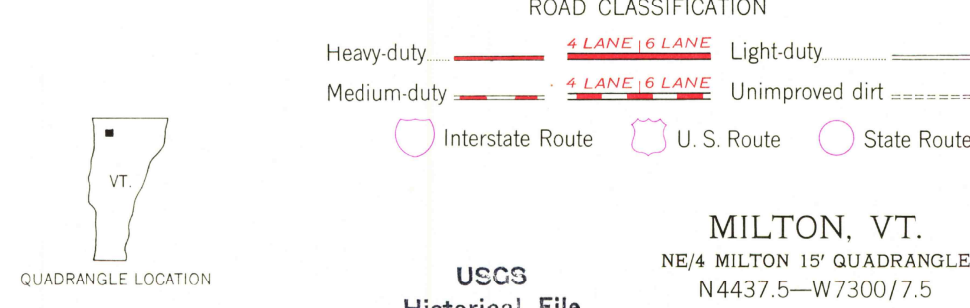 ROAD CLASSIFICATION
Heavy-duty 4 LANE 6 LANE Light-duty
Medium-duty 4 LANE 6 LANE Unimproved dirt
Interstate Route U. S. Route State Route
VT.
QUADRANGLE LOCATION
USGS
Historical File
MILTON, VT.
NE/4 MILTON 15' QUADRANGLE
N4437.5—W7300/7.5